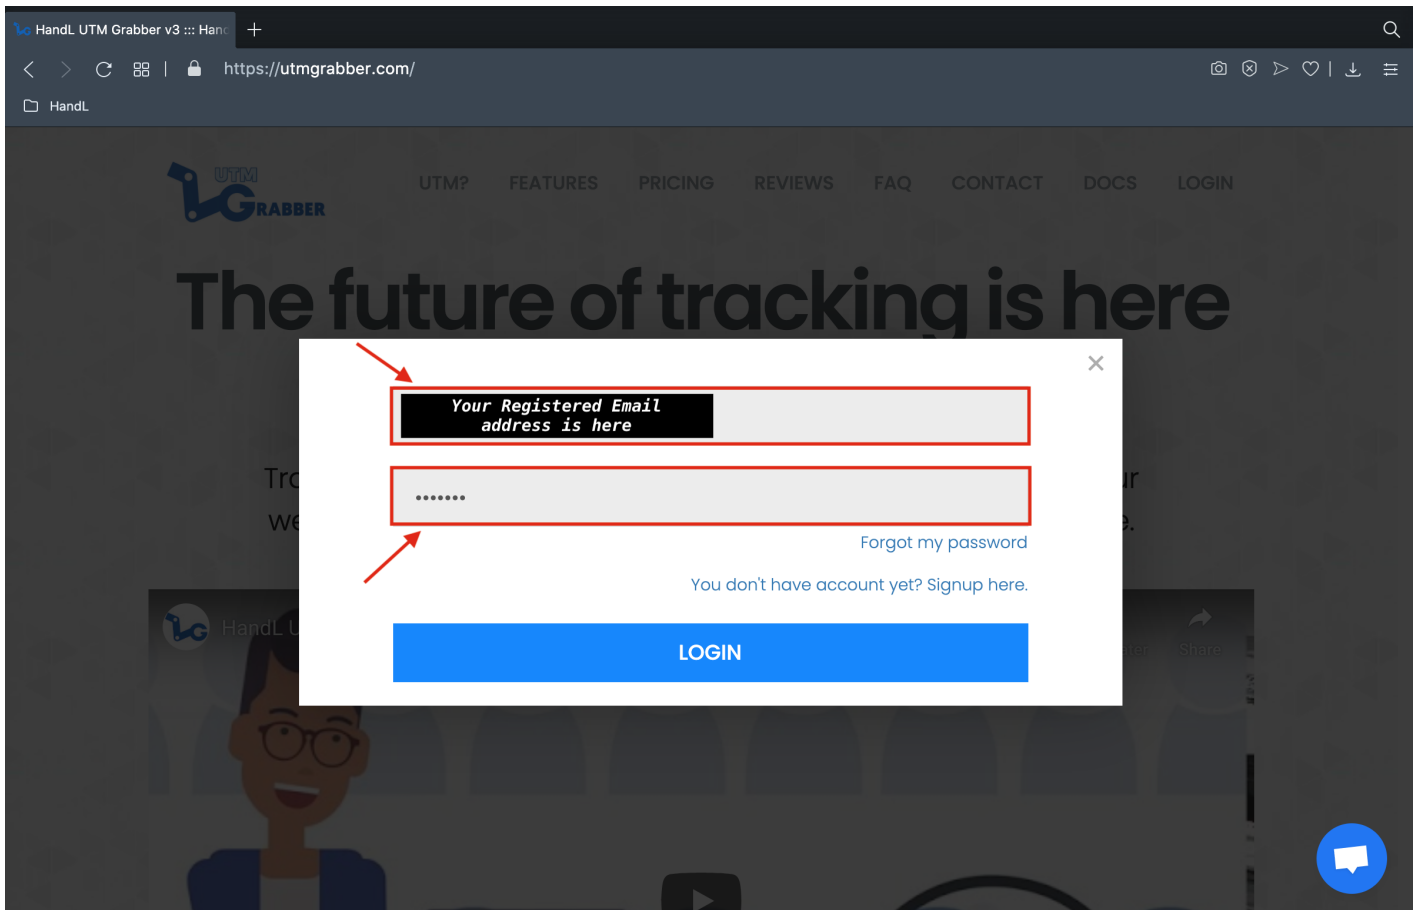 HandL UTM Grabber v3 ::: Hand
https://utmgrabber.com/
HandL
UTM
GRABBER
UTM?
FEATURES
PRICING
REVIEWS
FAQ
CONTACT
DOCS
LOGIN
The future of tracking is here
Your Registered Email
address is here
•••••••
Forgot my password
You don't have account yet? Signup here.
LOGIN
HandL U
Share